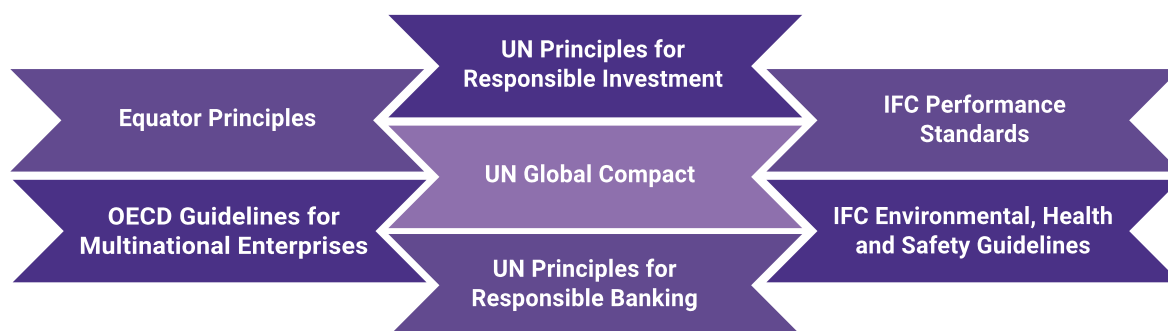 UN Principles for
Responsible Investment
Equator Principles
IFC Performance
Standards
UN Global Compact
OECD Guidelines for
Multinational Enterprises
IFC Environmental, Health
and Safety Guidelines
UN Principles for
Responsible Banking